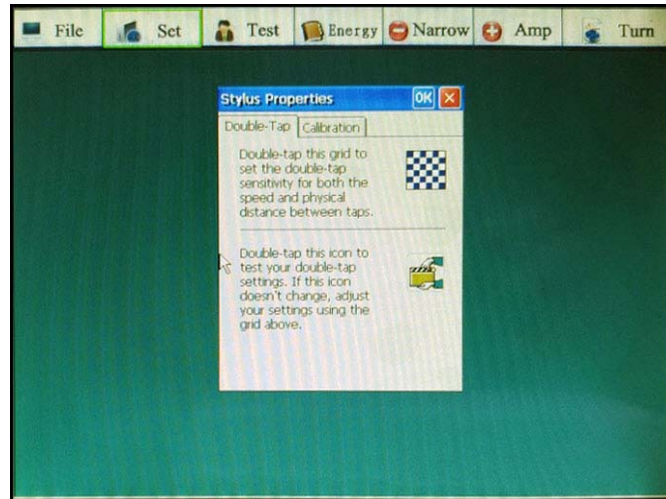 File Set Test Energy Narrow Amp Turn
Stylus Properties OK
Double-Tap Calibration
Double-tap this grid to
set the double-tap
sensitivity for both the
speed and physical
distance between taps.
Double-tap this icon to
test your double-tap
settings. If this icon
doesn't change, adjust
your settings using the
grid above.